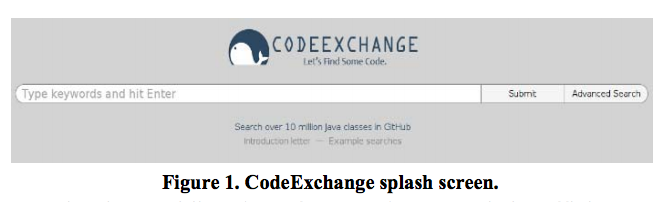 CODEEXCHANGE
Let's Find Some Code.
Type keywords and hit Enter
Submit
Advanced Search
Search over 10 million Java classes in GitHub
Introduction letter — Example searches
Figure 1. CodeExchange splash screen.